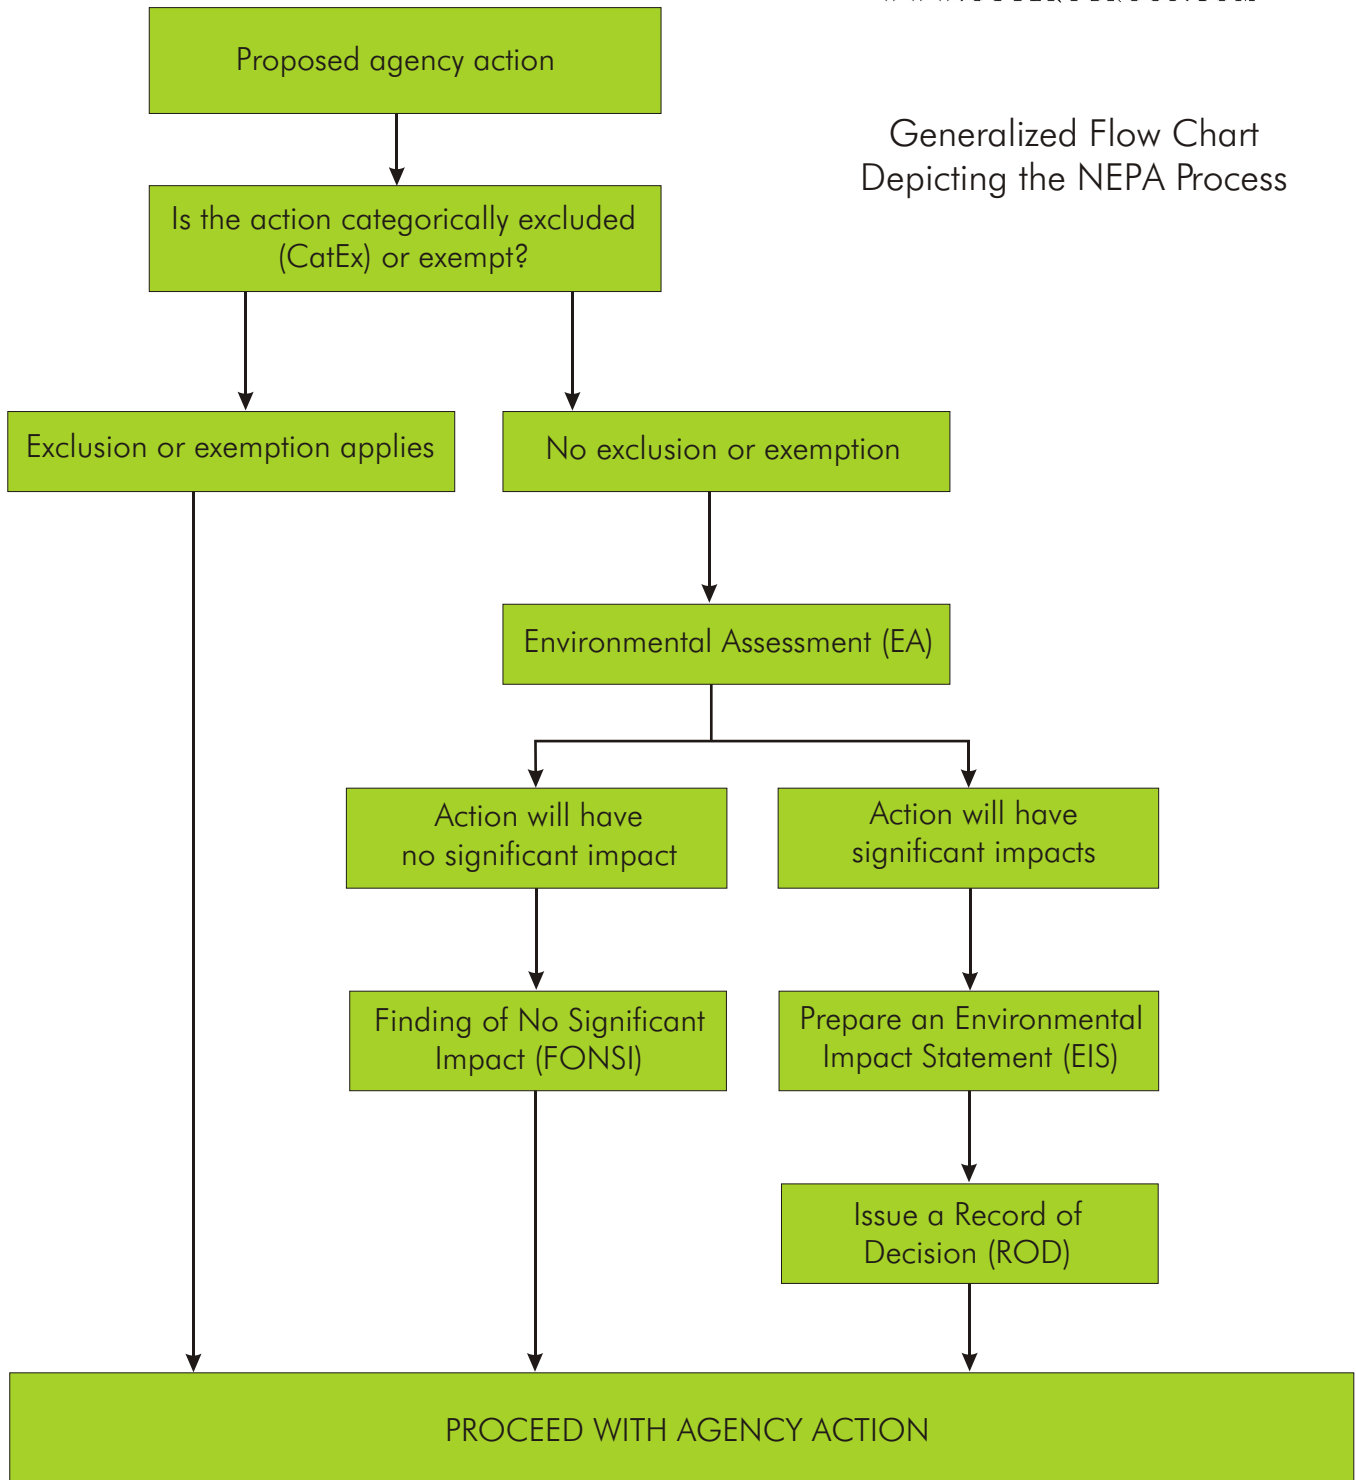 Proposed agency action
Generalized Flow Chart
Depicting the NEPA Process
Is the action categorically excluded
(CatEx) or exempt?
Exclusion or exemption applies
No exclusion or exemption
Environmental Assessment (EA)
Action will have
no significant impact
Action will have
significant impacts
Finding of No Significant
Impact (FONSI)
Prepare an Environmental
Impact Statement (EIS)
Issue a Record of
Decision (ROD)
PROCEED WITH AGENCY ACTION